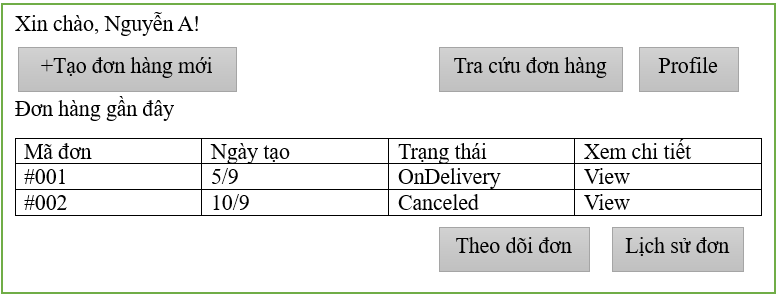 Xin chào, Nguyễn A!
+Tạo đơn hàng mới Tra cứu đơn hàng Profile
Đơn hàng gần đây
Mã đơn Ngày tạo Trạng thái Xem chi tiết
#001 5/9 OnDelivery View
#002 10/9 Canceled View
Theo dõi đơn Lịch sử đơn